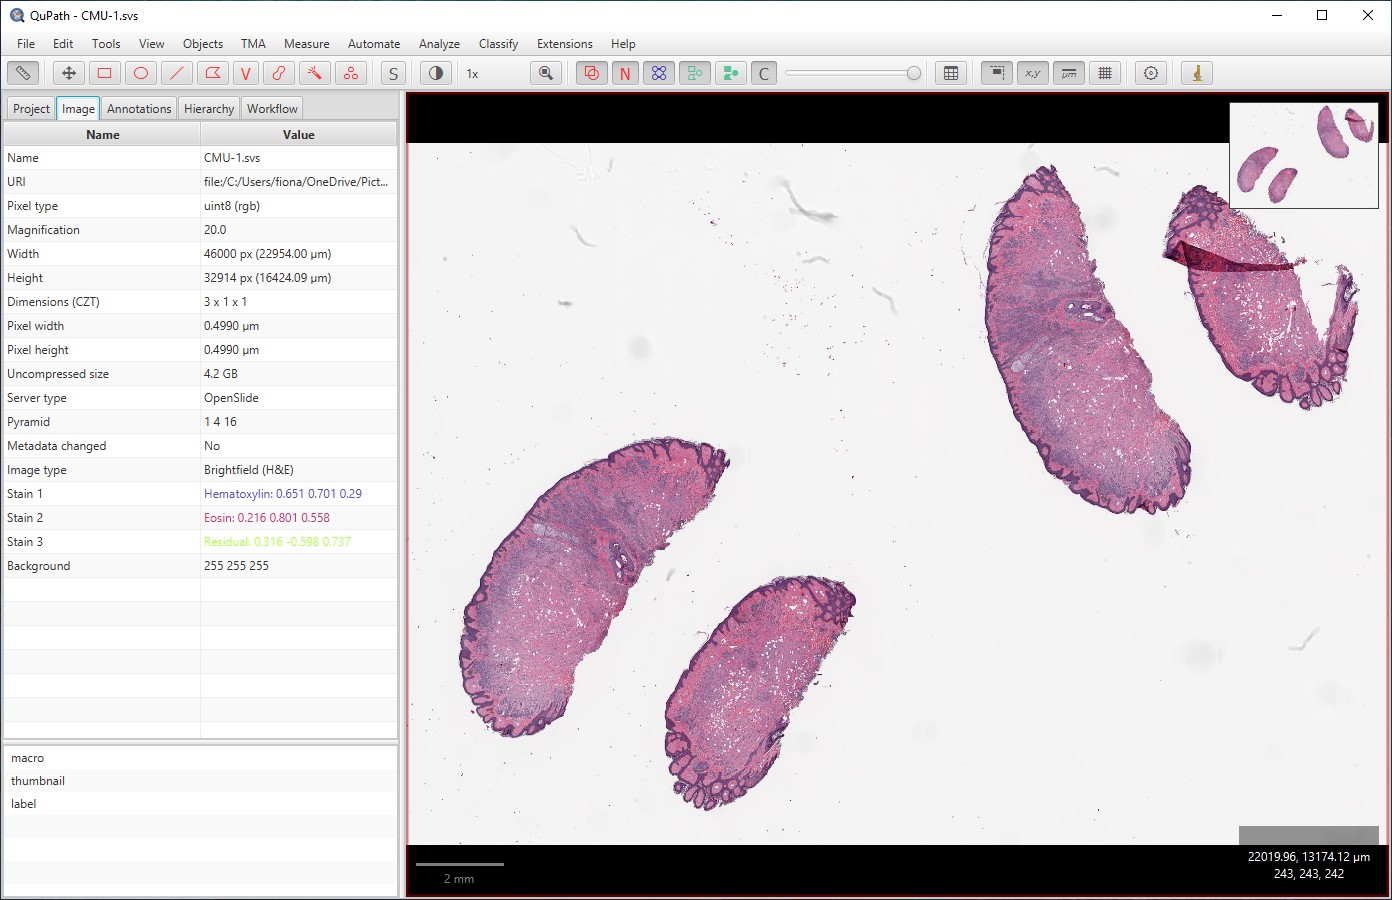 QuPath - CMU-1.svs
File Edit Tools View Objects TMA Measure Automate Analyze Classify Extensions Help
V S 1x N C x,y μm
Project Image Annotations Hierarchy Workflow
Name Value
Name CMU-1.svs
URI file:/C:/Users/fiona/OneDrive/Pict...
Pixel type uint8 (rgb)
Magnification 20.0
Width 46000 px (22954.00 μm)
Height 32914 px (16424.09 μm)
Dimensions (CZT) 3 x 1 x 1
Pixel width 0.4990 μm
Pixel height 0.4990 μm
Uncompressed size 4.2 GB
Server type OpenSlide
Pyramid 1 4 16
Metadata changed No
Image type Brightfield (H&E)
Stain 1 Hematoxylin: 0.651 0.701 0.29
Stain 2 Eosin: 0.216 0.801 0.558
Stain 3 Residual: 0.316 -0.598 0.737
Background 255 255 255
macro
thumbnail
label
2 mm
22019.96, 13174.12 μm
243, 243, 242